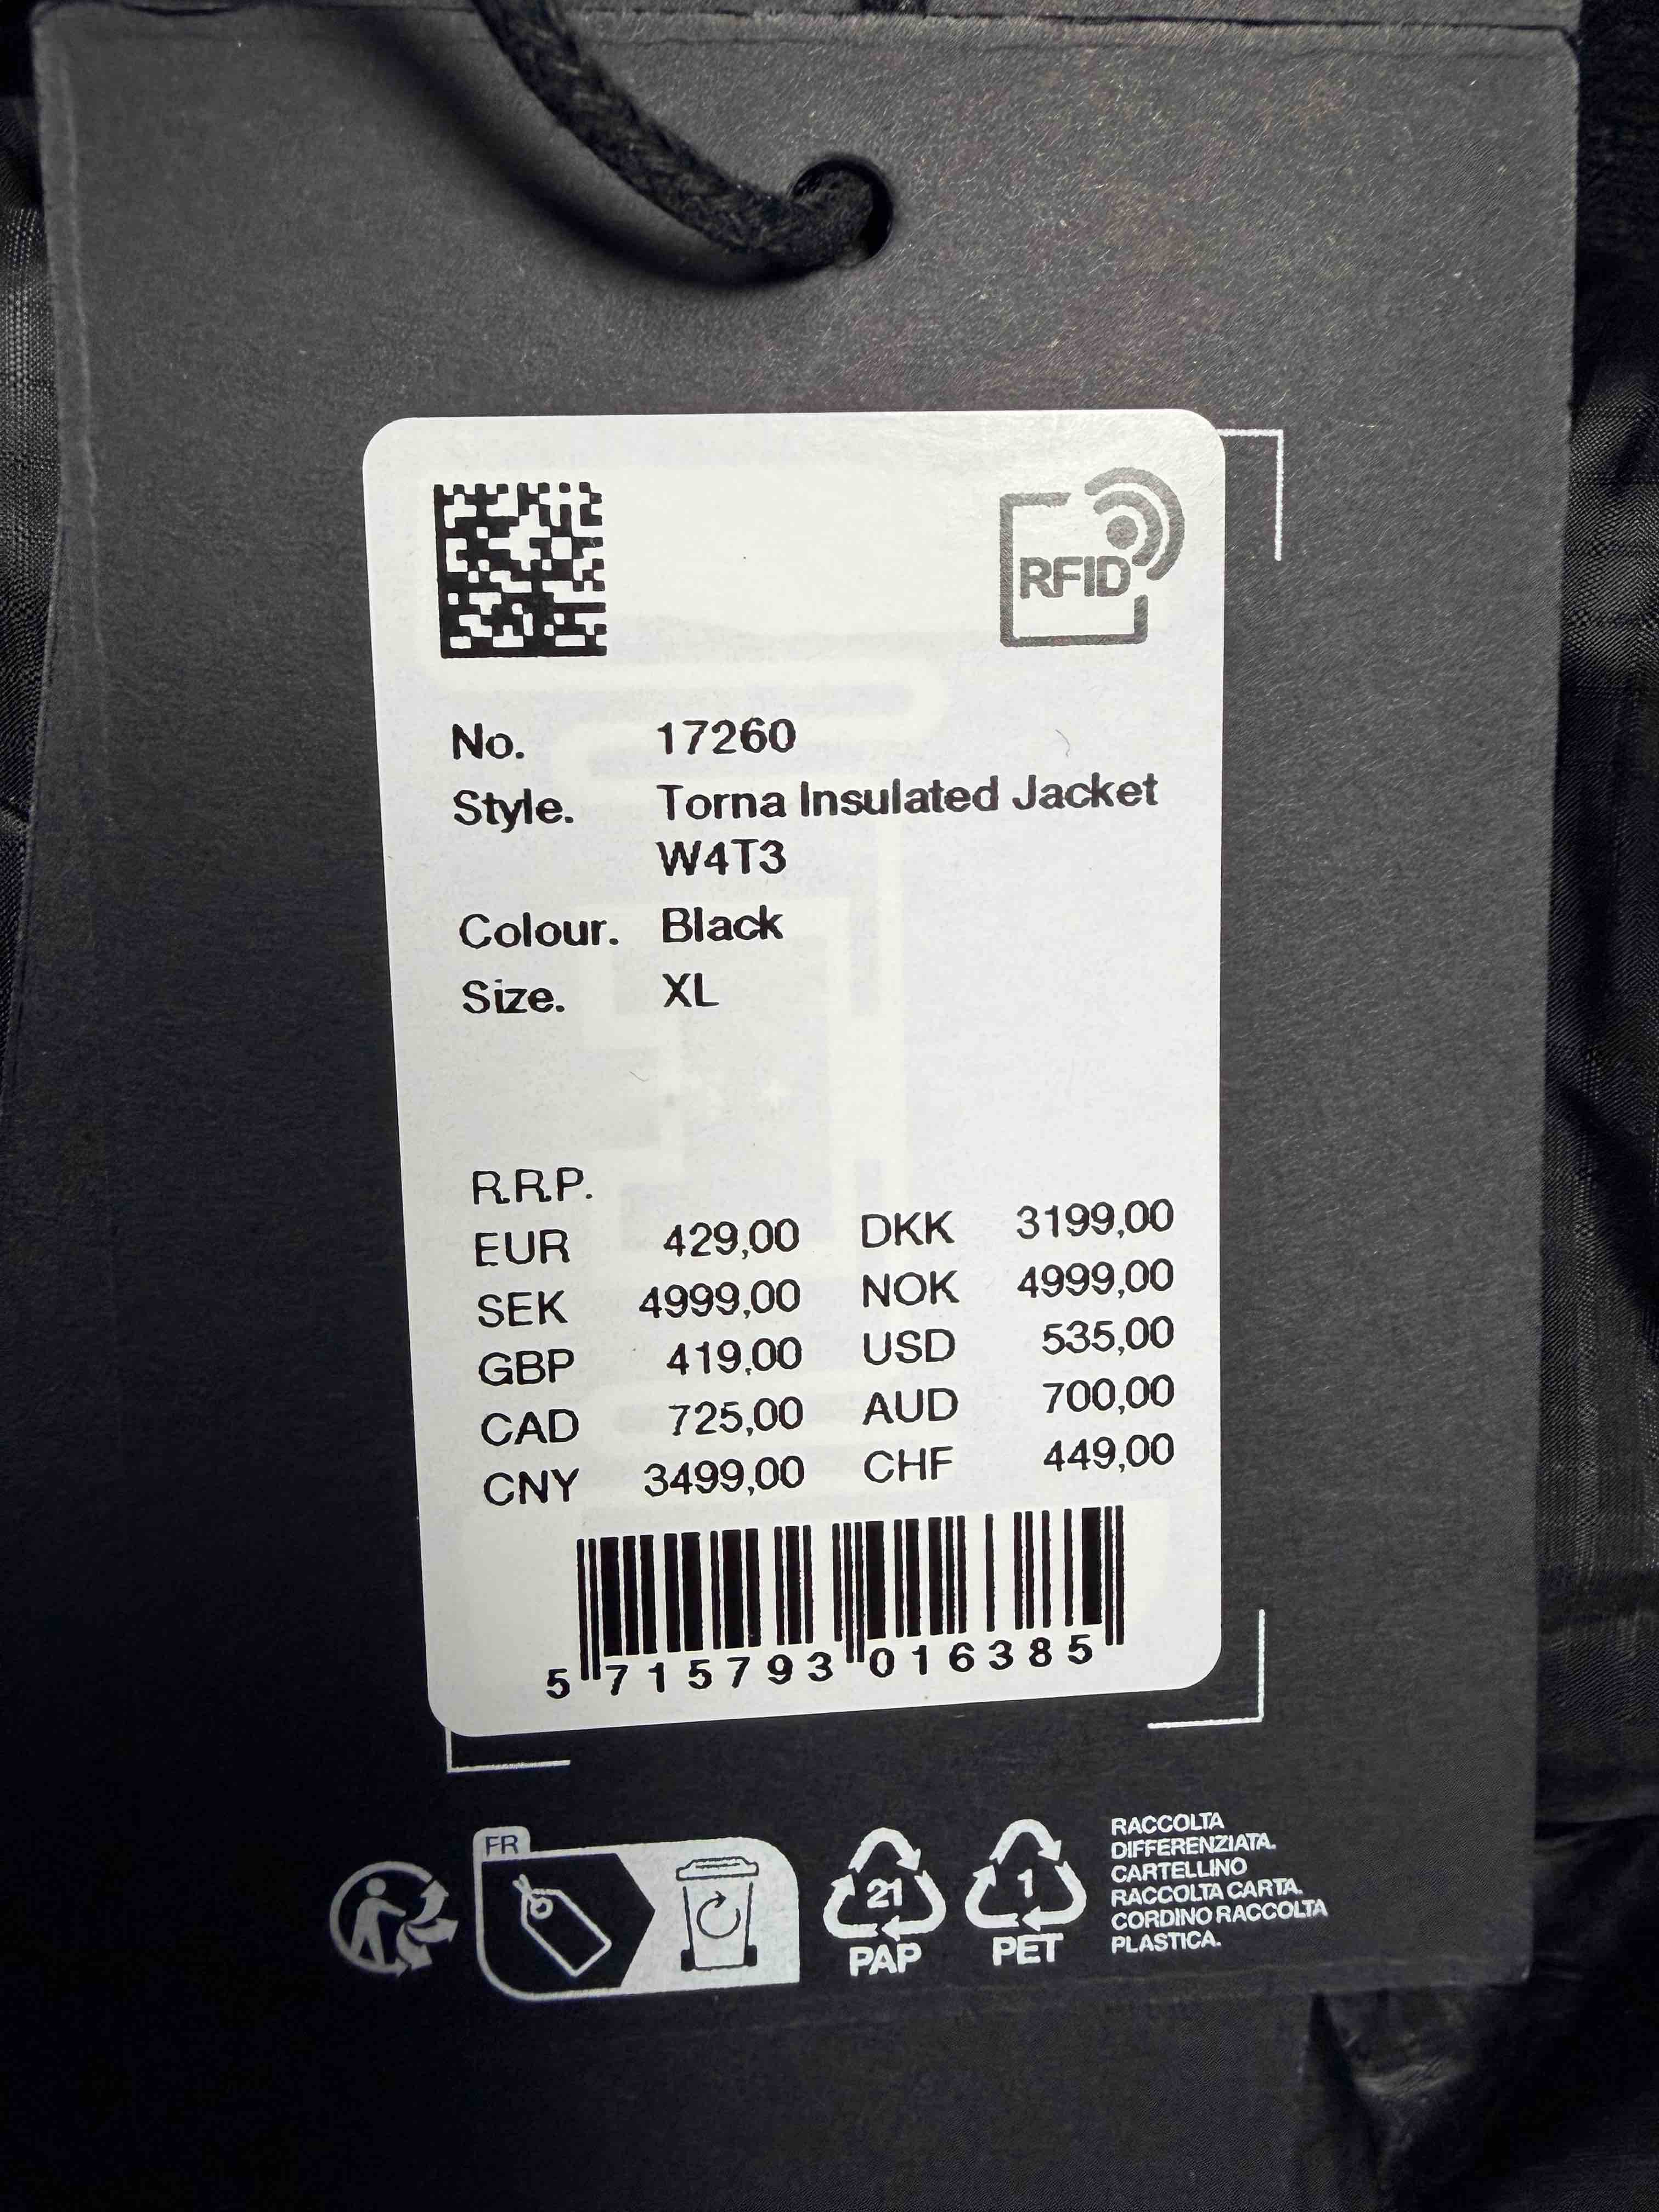 RFID
No. 17260
Style. Torna Insulated Jacket
W4T3
Colour. Black
Size. XL
R.R.P.
EUR 429,00 DKK 3199,00
SEK 4999,00 NOK 4999,00
GBP 419,00 USD 535,00
CAD 725,00 AUD 700,00
CNY 3499,00 CHF 449,00
5 715793 016385
FR
21
PAP
1
PET
RACCOLTA
DIFFERENZIATA.
CARTELLINO
RACCOLTA CARTA.
CORDINO RACCOLTA
PLASTICA.